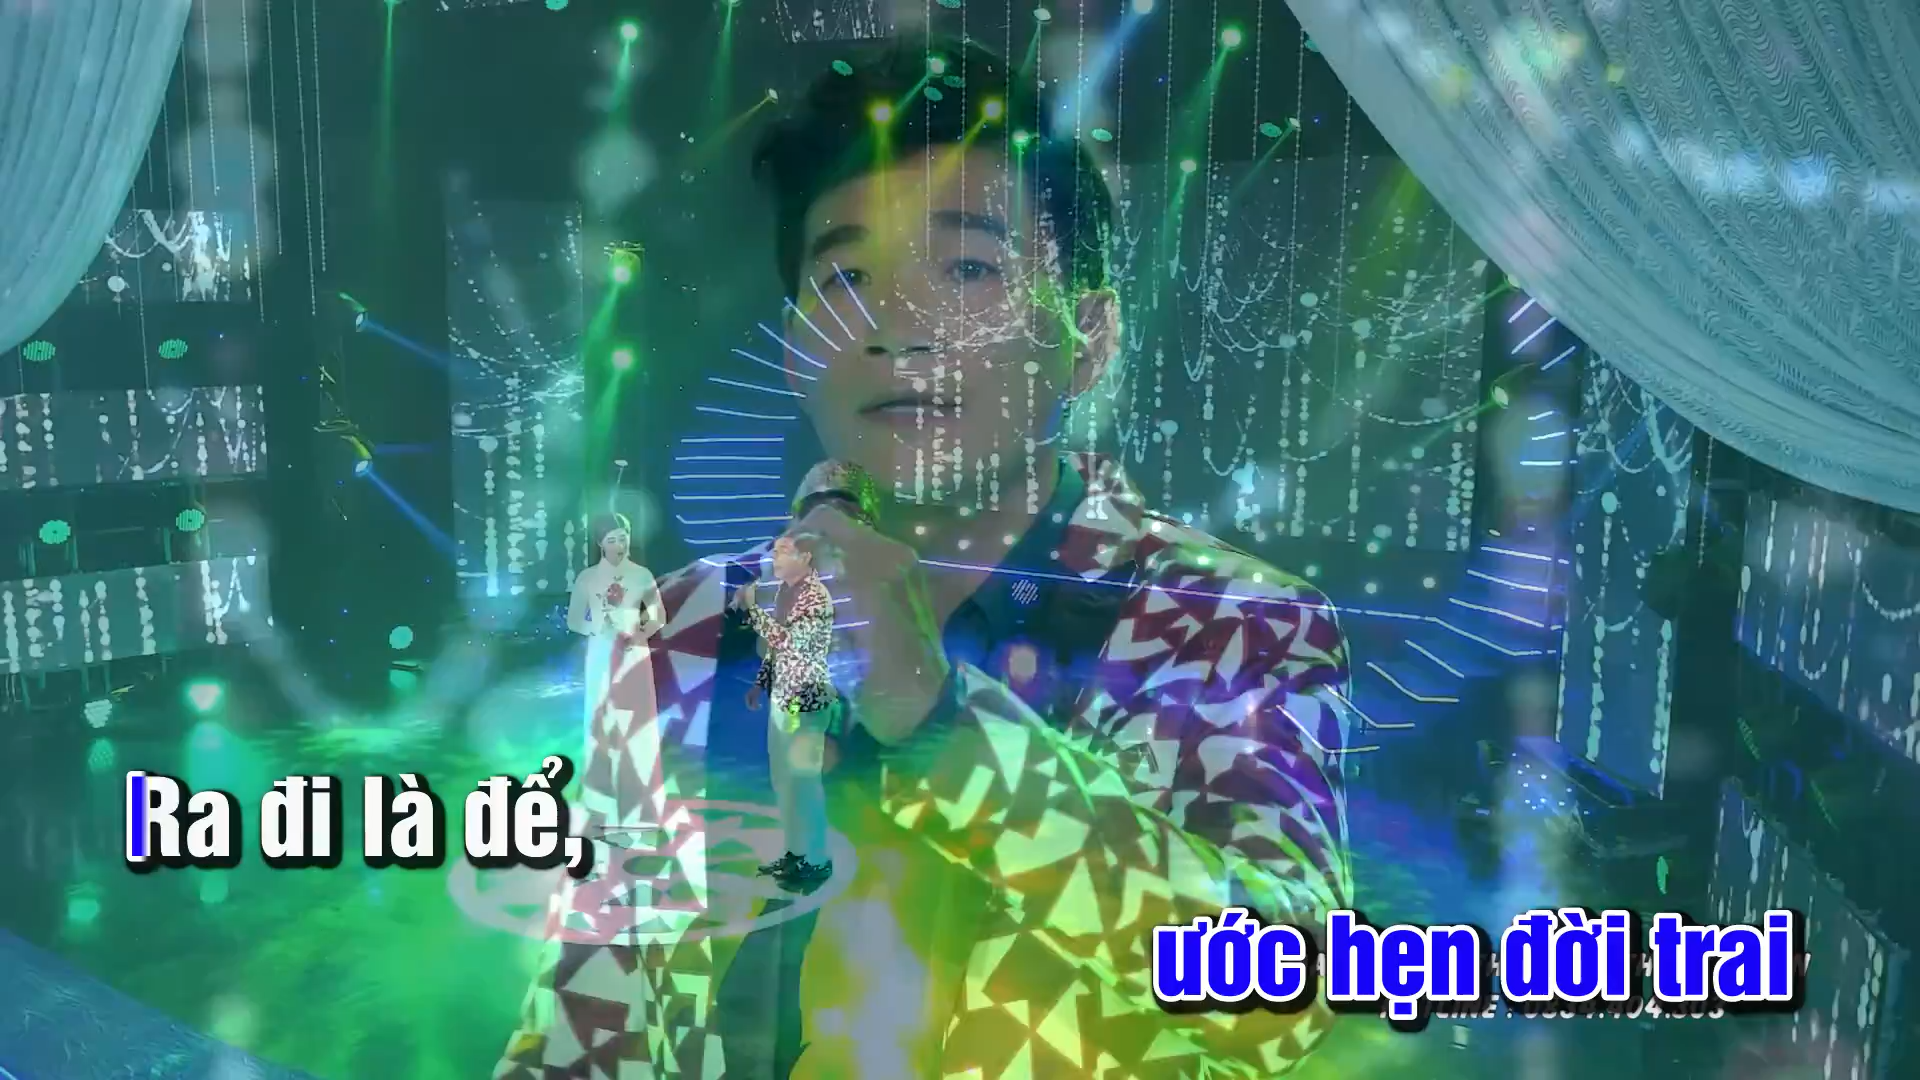 Ra đi là để,
ước hẹn đời trai